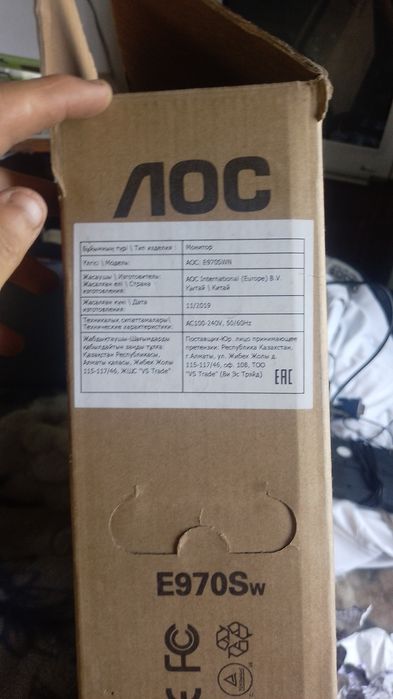 AOC
Бұйымның түрі \ Тип изделия :
Монитор
Үлгісі \ Модель:
AOC: E970SWN
Жасаушы \ Изготовитель:
Жасалған елі \ Страна
изготовления:
AOC International (Europe) B.V.
Қытай \ Китай
Жасалған күні \ Дата
изготовления:
11/2019
Техникалық сипаттамалары\
Технические характеристики:
AC100-240V, 50/60Hz
Жабдықтаушы-Шағымдарды
қабылдайтын заңды тұлға:
Қазақстан Республикасы,
Алматы қаласы, Жибек Жолы
115-117/46, ЖШС "VS Trade"
Поставщик-Юр. лицо принимающее
претензии: Республика Казахстан,
г.Алматы, ул. Жибек Жолы д.
115-117/46, оф. 108, ТОО
"VS Trade" (Ви Эс Трэйд)
EAC
E970Sw
FC
CE